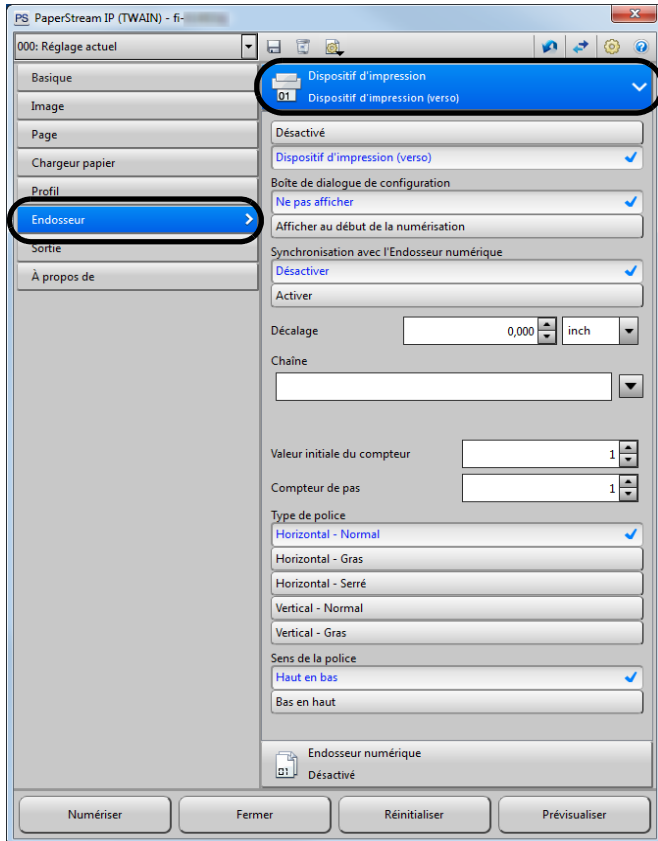 PS PaperStream IP (TWAIN) - fi-
000: Réglage actuel
Basique
Image
Page
Chargeur papier
Profil
Endosseur
Sortie
À propos de
01
Dispositif d'impression
Dispositif d'impression (verso)
Désactivé
Dispositif d'impression (verso)
Boîte de dialogue de configuration
Ne pas afficher
Afficher au début de la numérisation
Synchronisation avec l'Endosseur numérique
Désactiver
Activer
Décalage 0,000 inch
Chaîne
Valeur initiale du compteur 1
Compteur de pas 1
Type de police
Horizontal - Normal
Horizontal - Gras
Horizontal - Serré
Vertical - Normal
Vertical - Gras
Sens de la police
Haut en bas
Bas en haut
01
Endosseur numérique
Désactivé
Numériser Fermer Réinitialiser Prévisualiser